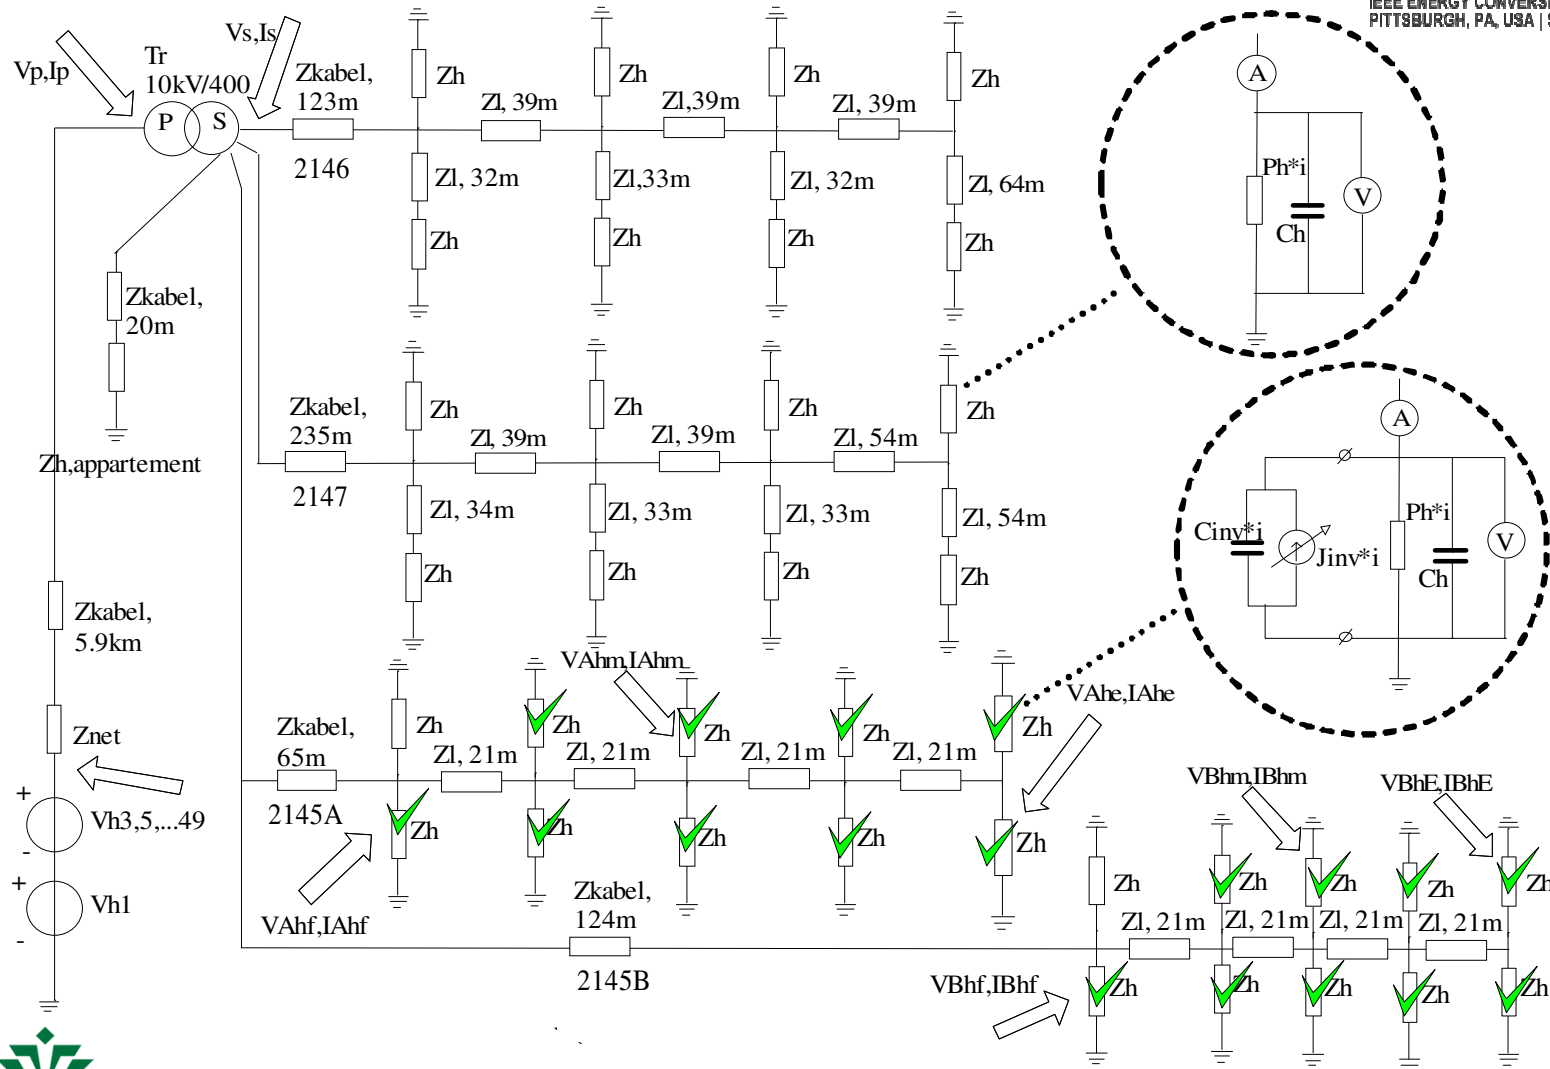 IEEE ENERGY CONVERS
PITTSBURGH, PA, USA | S
Vp,Ip
Tr
10kV/400
Vs,Is
P
S
Zkabel,
123m
2146
Zh
Zl, 39m
Zh
Zl,39m
Zh
Zl, 39m
Zh
Zl, 32m
Zl,33m
Zl, 32m
Zl, 64m
Zh
Zh
Zh
Zh
A
Ph*i
Ch
V
Zkabel,
20m
Zh,appartement
Zkabel,
235m
2147
Zh
Zl, 39m
Zh
Zl, 39m
Zh
Zl, 54m
Zh
Zl, 34m
Zl, 33m
Zl, 33m
Zl, 54m
Zh
Zh
Zh
Zh
A
Cinv*i
Jinv*i
Ph*i
Ch
V
Zkabel,
5.9km
Znet
+
Vh3,5,...49
-
+
Vh1
-
Zkabel,
65m
2145A
VAhm,IAhm
VAhe,IAhe
Zh
Zh
Zh
Zh
Zh
Zl, 21m
Zl, 21m
Zl, 21m
Zl, 21m
Zh
Zh
Zh
Zh
Zh
VAhf,IAhf
Zkabel,
124m
2145B
VBhm,IBhm
VBhE,IBhE
Zh
Zh
Zh
Zh
Zh
Zl, 21m
Zl, 21m
Zl, 21m
Zl, 21m
VBhf,IBhf
Zh
Zh
Zh
Zh
Zh